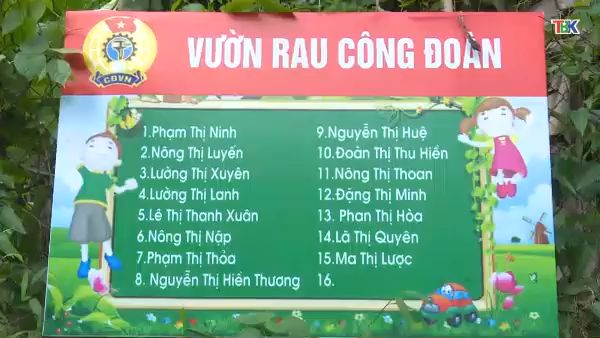 TBK
VƯỜN RAU CÔNG ĐOÀN
CĐVN
1.Phạm Thị Ninh
2.Nông Thị Luyến
3.Lường Thị Xuyên
4.Lường Thị Lanh
5.Lê Thị Thanh Xuân
6.Nông Thị Nập
7.Phạm Thị Thỏa
8. Nguyễn Thị Hiền Thương
9.Nguyễn Thị Huệ
10.Đoàn Thị Thu Hiền
11.Nông Thị Thoan
12.Đặng Thị Minh
13. Phan Thị Hòa
14.Là Thị Quyên
15.Ma Thị Lược
16.